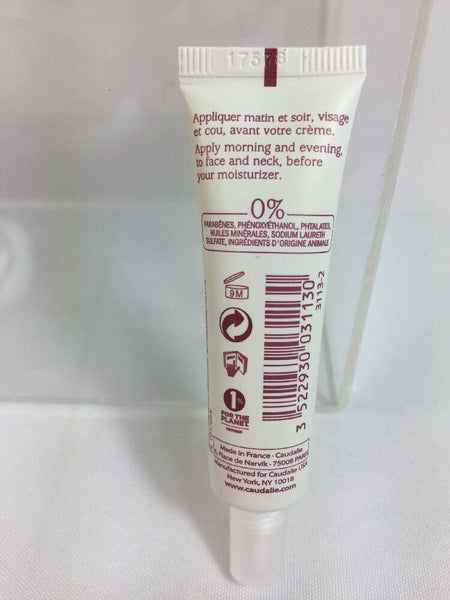 Appliquer matin et soir, visage
et cou, avant votre crème.
Apply morning and evening,
to face and neck, before
your moisturizer.
0%
PARABÈNES, PHÉNOXYÉTHANOL, PHTALATES,
HUILES MINÉRALES, SODIUM LAURETH
SULFATE, INGRÉDIENTS D'ORIGINE ANIMALE
9M
3 522930 031130
3113-2
1%
FOR THE
PLANET
Made in France - Caudalie
Place de Narvik - 75008 PARIS
Manufactured for Caudalie USA
New York, NY 10018
www.caudalie.com